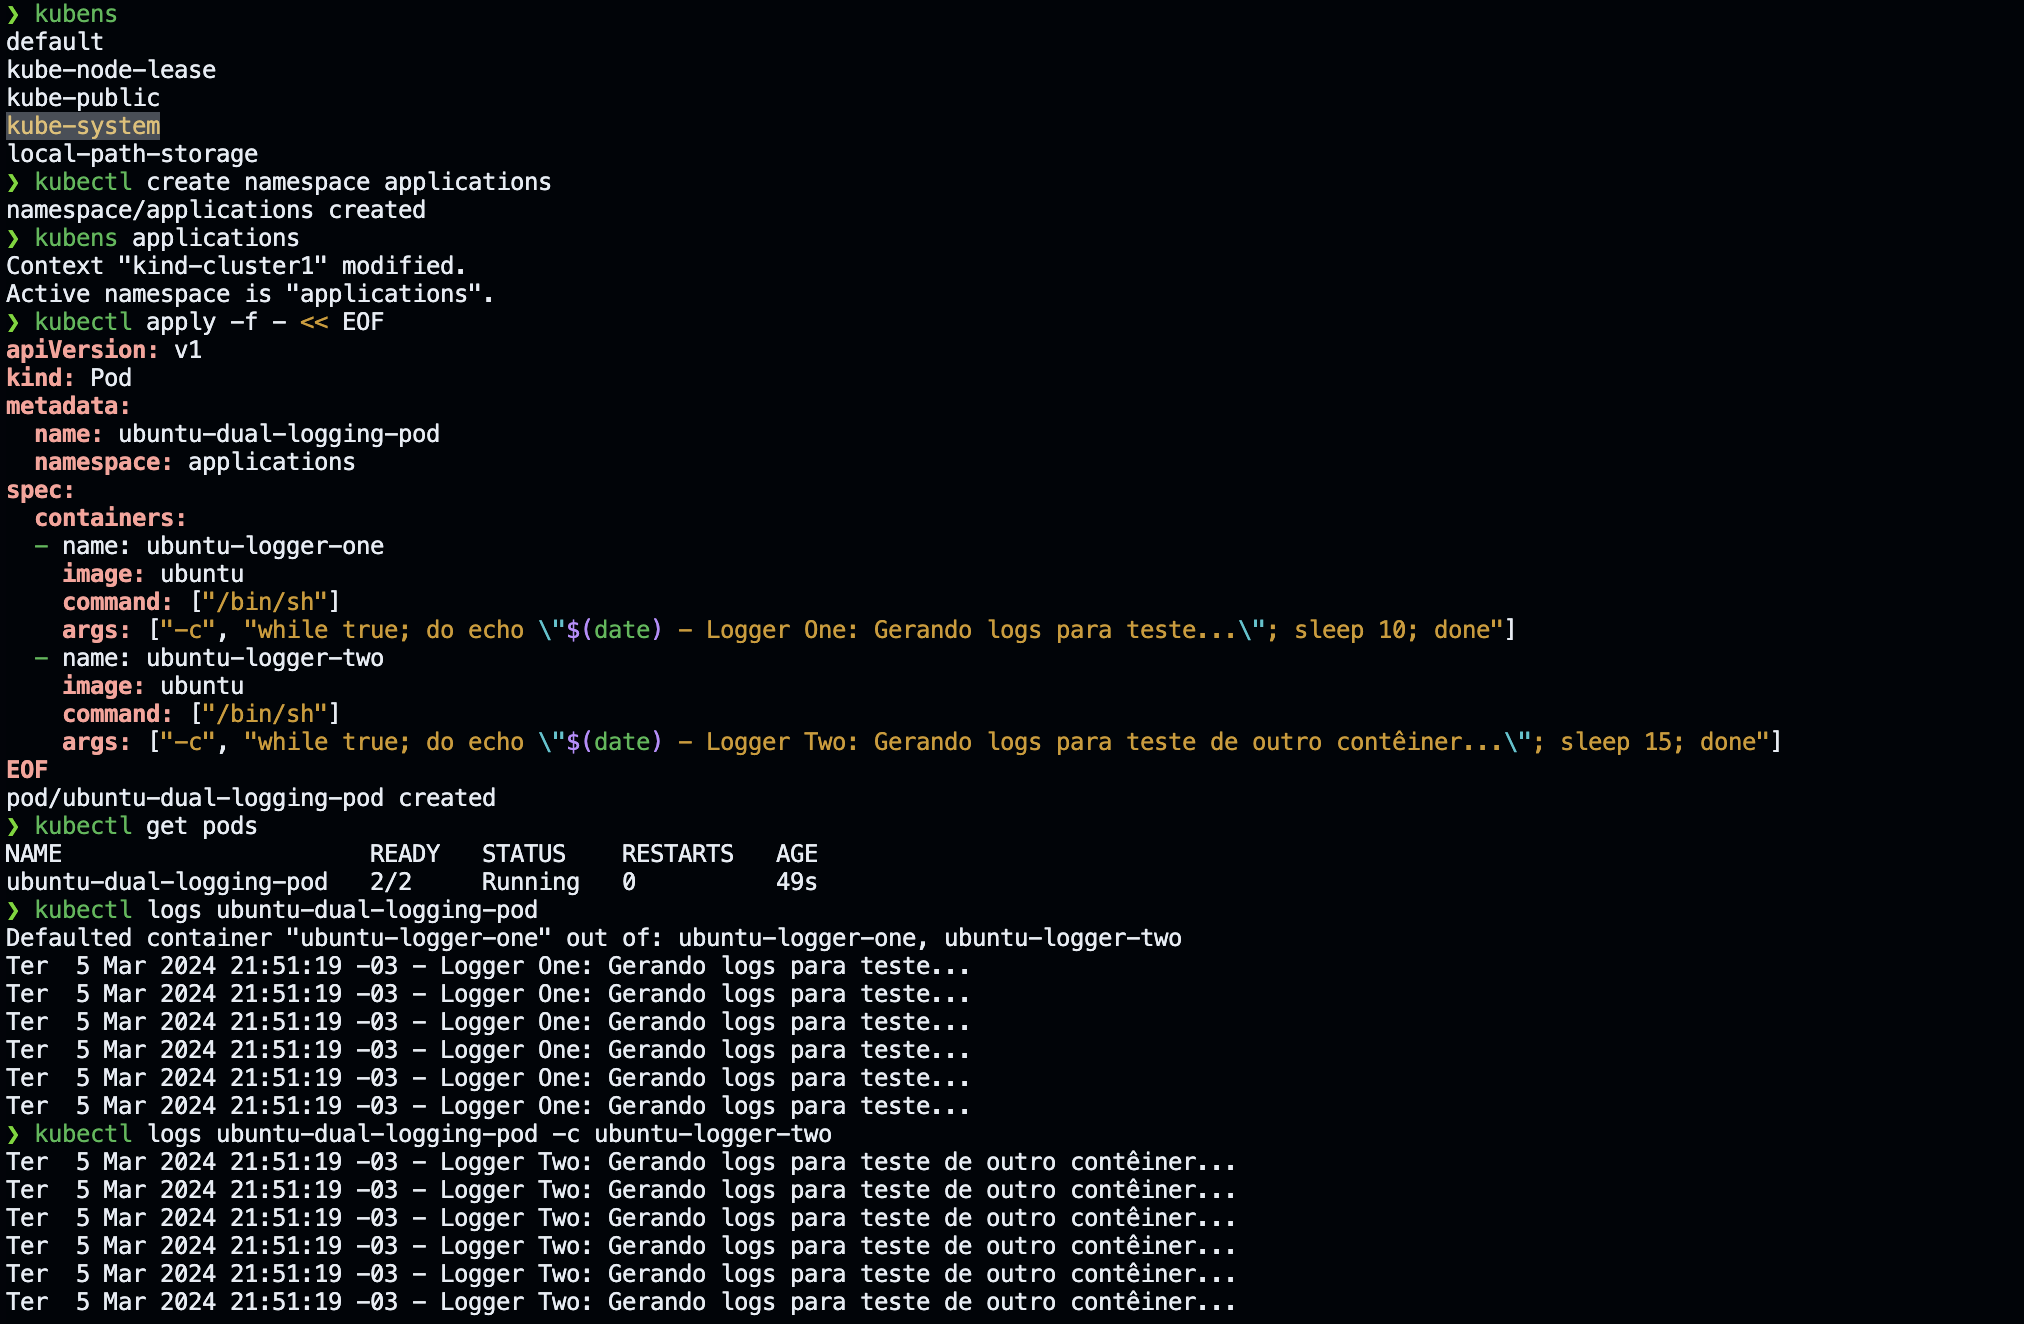 ❯ kubens
default
kube-node-lease
kube-public
kube-system
local-path-storage
❯ kubectl create namespace applications
namespace/applications created
❯ kubens applications
Context "kind-cluster1" modified.
Active namespace is "applications".
❯ kubectl apply -f - << EOF
apiVersion: v1
kind: Pod
metadata:
  name: ubuntu-dual-logging-pod
  namespace: applications
spec:
  containers:
  - name: ubuntu-logger-one
    image: ubuntu
    command: ["/bin/sh"]
    args: ["-c", "while true; do echo \"$(date) - Logger One: Gerando logs para teste...\"; sleep 10; done"]
  - name: ubuntu-logger-two
    image: ubuntu
    command: ["/bin/sh"]
    args: ["-c", "while true; do echo \"$(date) - Logger Two: Gerando logs para teste de outro contêiner...\"; sleep 15; done"]
EOF
pod/ubuntu-dual-logging-pod created
❯ kubectl get pods
NAME                      READY   STATUS    RESTARTS   AGE
ubuntu-dual-logging-pod   2/2     Running   0          49s
❯ kubectl logs ubuntu-dual-logging-pod
Defaulted container "ubuntu-logger-one" out of: ubuntu-logger-one, ubuntu-logger-two
Ter  5 Mar 2024 21:51:19 -03 - Logger One: Gerando logs para teste...
Ter  5 Mar 2024 21:51:19 -03 - Logger One: Gerando logs para teste...
Ter  5 Mar 2024 21:51:19 -03 - Logger One: Gerando logs para teste...
Ter  5 Mar 2024 21:51:19 -03 - Logger One: Gerando logs para teste...
Ter  5 Mar 2024 21:51:19 -03 - Logger One: Gerando logs para teste...
Ter  5 Mar 2024 21:51:19 -03 - Logger One: Gerando logs para teste...
❯ kubectl logs ubuntu-dual-logging-pod -c ubuntu-logger-two
Ter  5 Mar 2024 21:51:19 -03 - Logger Two: Gerando logs para teste de outro contêiner...
Ter  5 Mar 2024 21:51:19 -03 - Logger Two: Gerando logs para teste de outro contêiner...
Ter  5 Mar 2024 21:51:19 -03 - Logger Two: Gerando logs para teste de outro contêiner...
Ter  5 Mar 2024 21:51:19 -03 - Logger Two: Gerando logs para teste de outro contêiner...
Ter  5 Mar 2024 21:51:19 -03 - Logger Two: Gerando logs para teste de outro contêiner...
Ter  5 Mar 2024 21:51:19 -03 - Logger Two: Gerando logs para teste de outro contêiner...